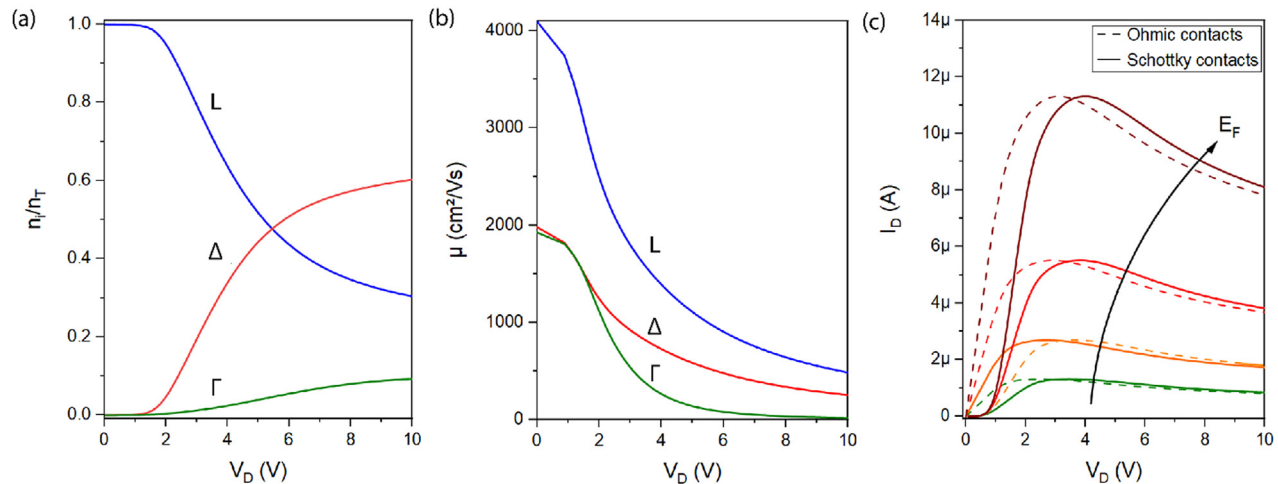 (a)
1.0
0.8
0.6
0.4
0.2
0.0
n_i/n_T
L
Δ
Γ
0 2 4 6 8 10
V_D (V)
(b)
4000
3000
2000
1000
0
μ (cm²/Vs)
L
Δ
Γ
0 2 4 6 8 10
V_D (V)
(c)
14μ
12μ
10μ
8μ
6μ
4μ
2μ
0
I_D (A)
Ohmic contacts
Schottky contacts
E_F
0 2 4 6 8 10
V_D (V)